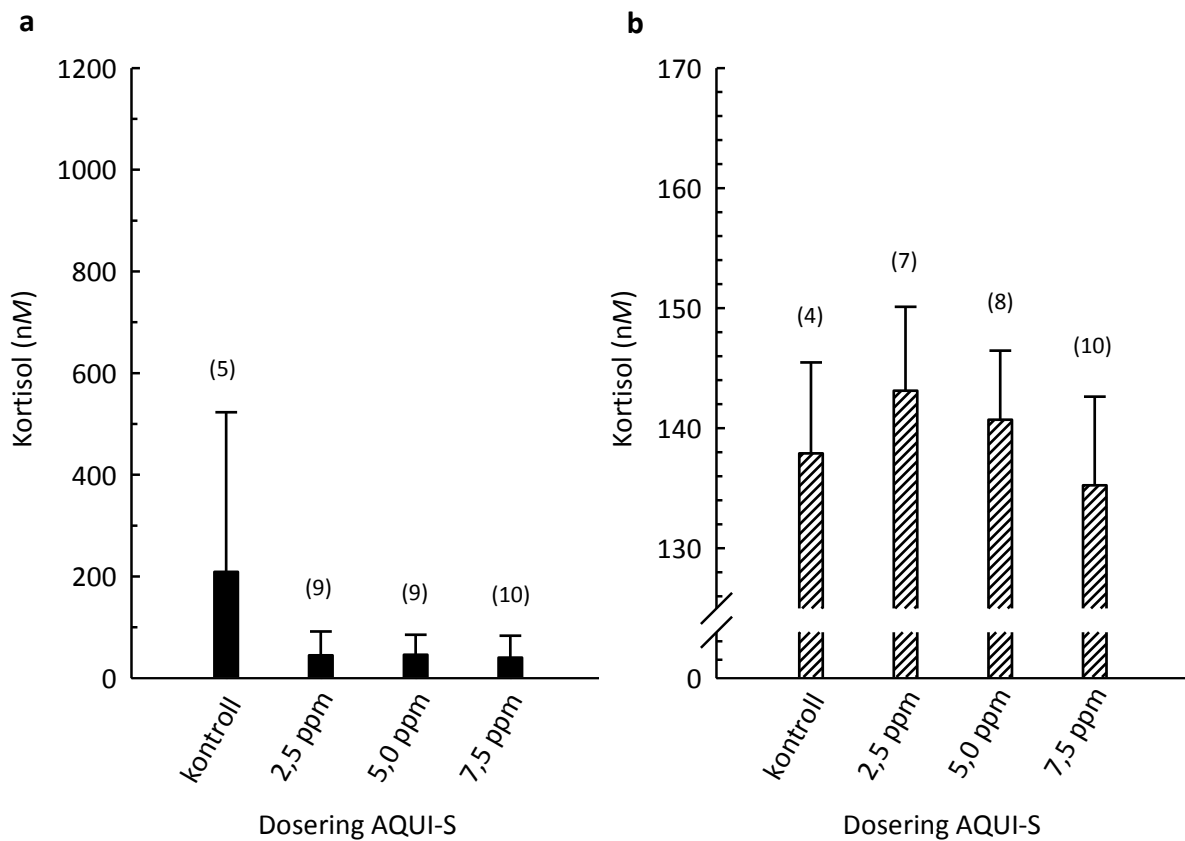 a
1200
1000
800
600
400
200
0
Kortisol (nM)
(5)
(9)
(9)
(10)
kontroll
2,5 ppm
5,0 ppm
7,5 ppm
Dosering AQUI-S
b
170
160
150
140
130
0
Kortisol (nM)
(4)
(7)
(8)
(10)
kontroll
2,5 ppm
5,0 ppm
7,5 ppm
Dosering AQUI-S